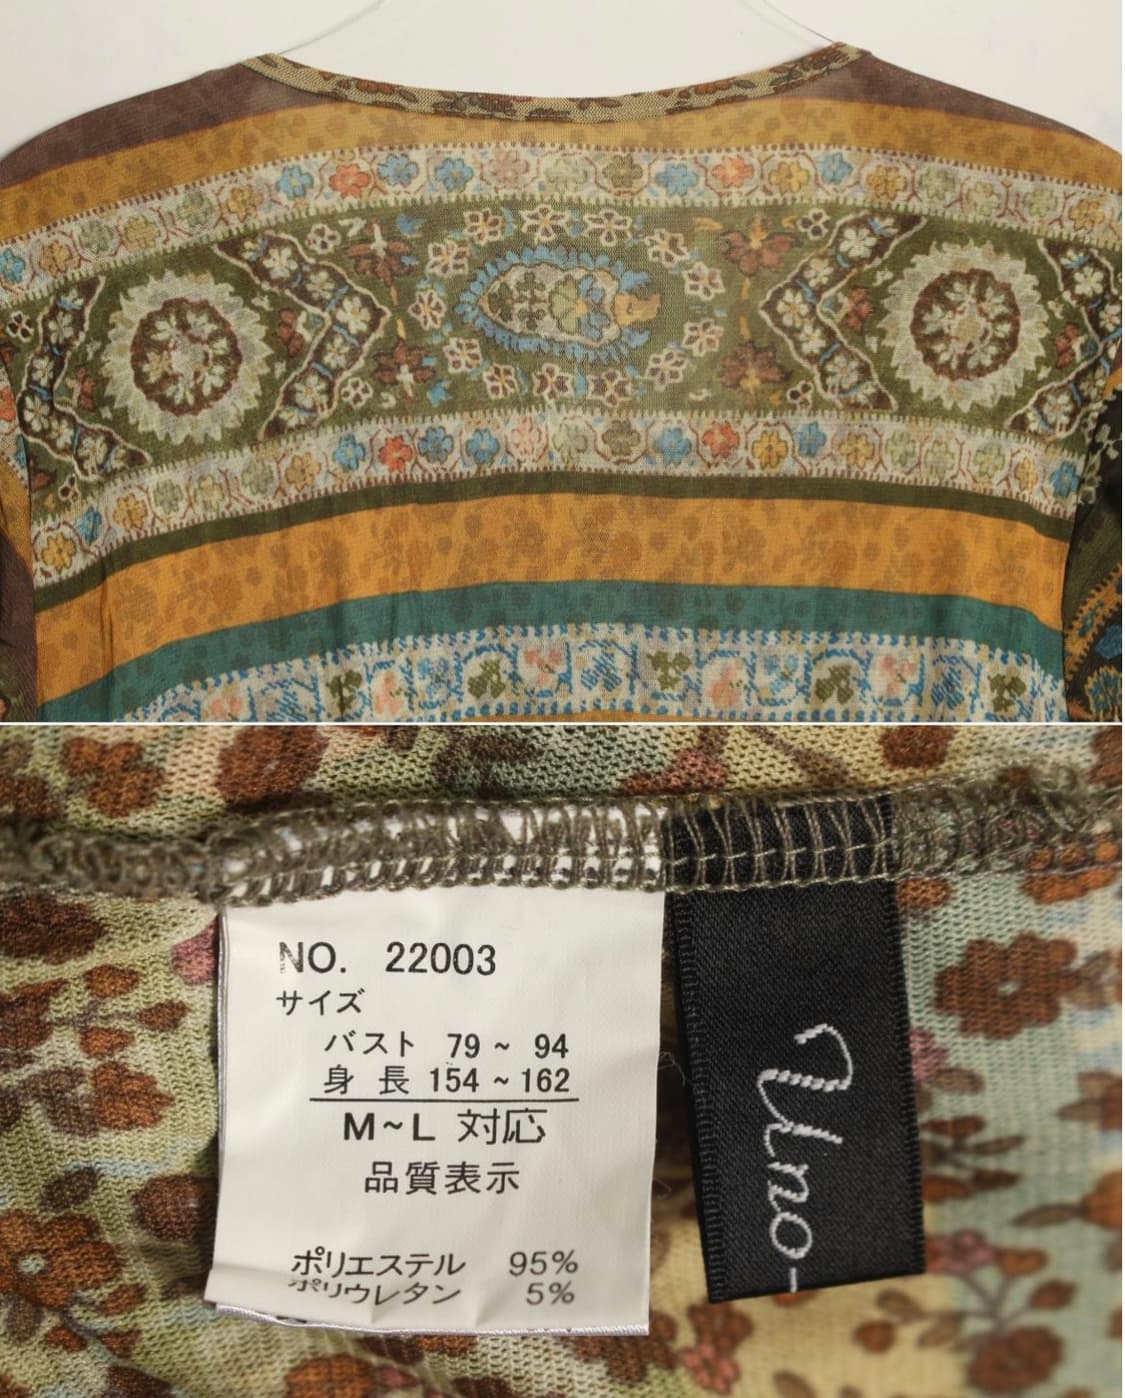 NO. 22003
サイズ
バスト 79 ~ 94
身 長 154 ~ 162
M~L 対応
品質表示
ポリエステル 95%
ポリウレタン 5%
Uno-